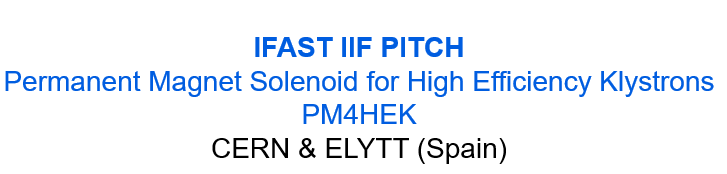 IFAST IIF PITCH
Permanent Magnet Solenoid for High Efficiency Klystrons
PM4HEK
CERN & ELYTT (Spain)